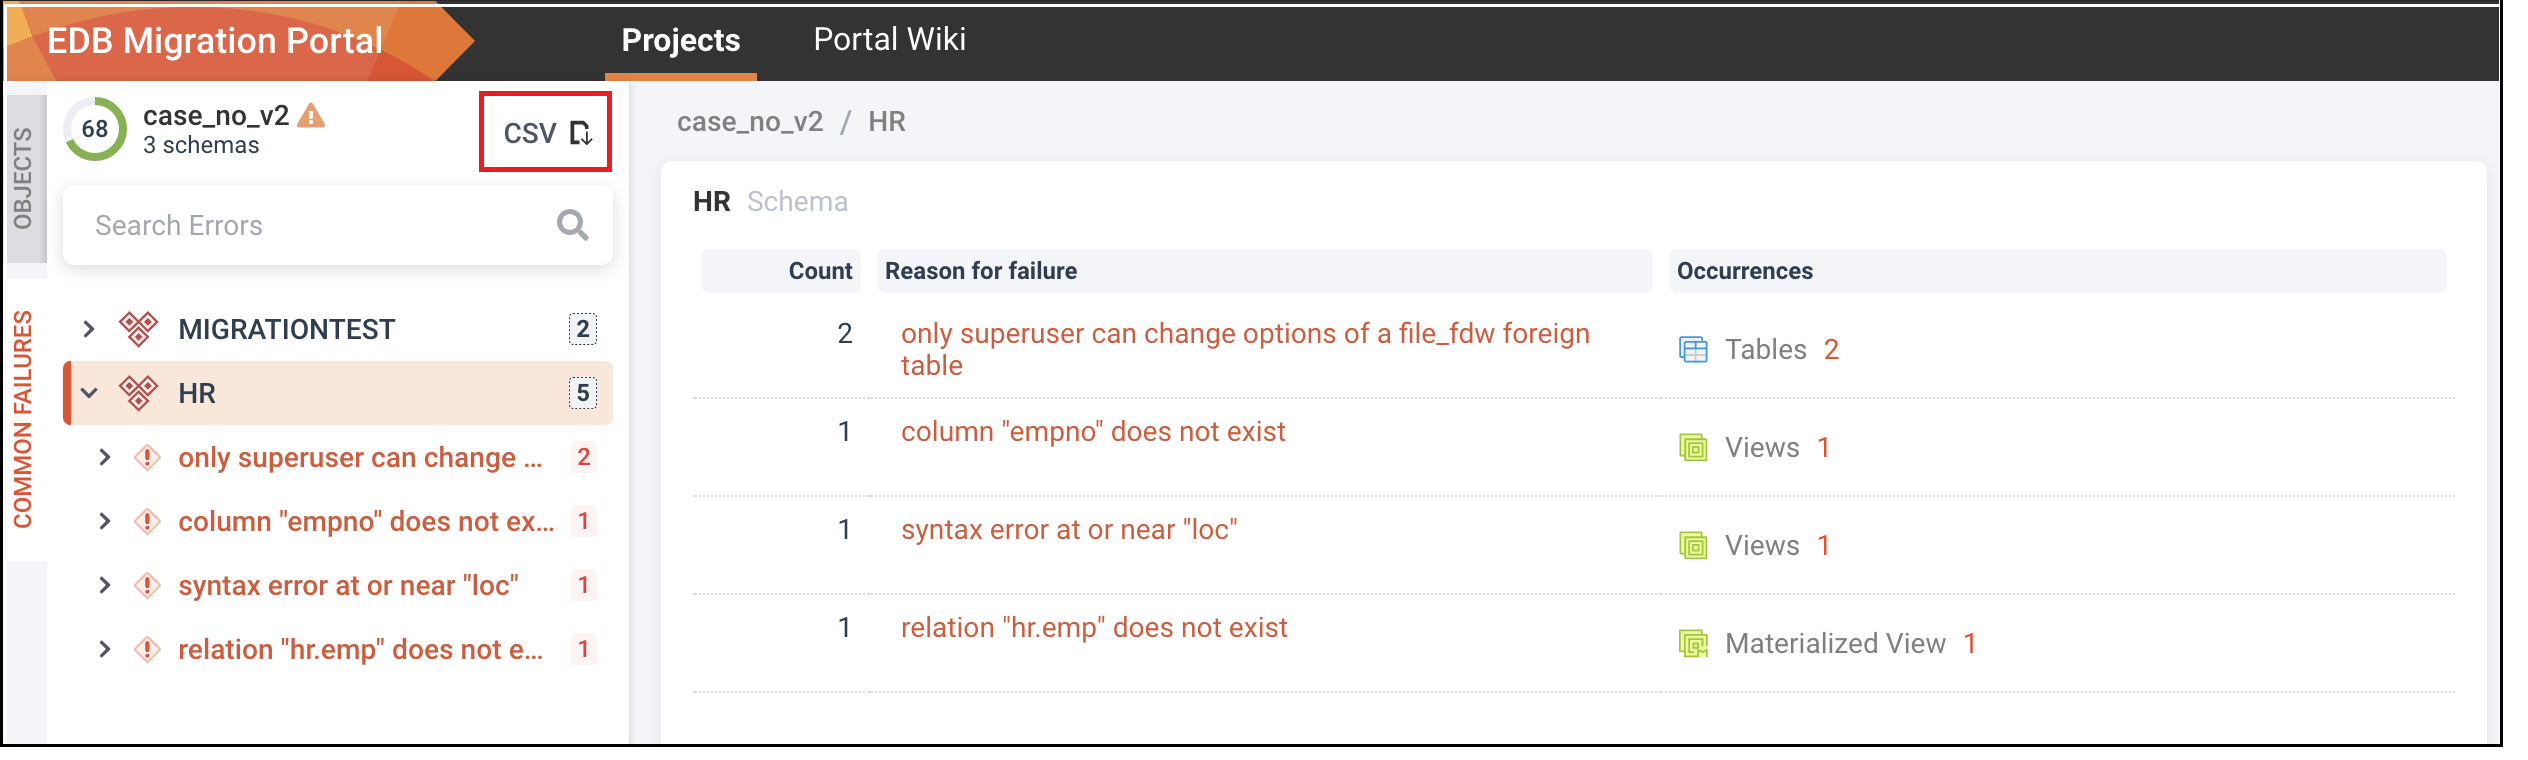 EDB Migration Portal
Projects
Portal Wiki
OBJECTS
COMMON FAILURES
68
case_no_v2
3 schemas
CSV
Search Errors
MIGRATIONTEST 2
HR 5
only superuser can change ... 2
column "empno" does not ex... 1
syntax error at or near "loc" 1
relation "hr.emp" does not e... 1
case_no_v2 / HR
HR Schema
Count Reason for failure Occurrences
2 only superuser can change options of a file_fdw foreign
table
Tables 2
1 column "empno" does not exist Views 1
1 syntax error at or near "loc" Views 1
1 relation "hr.emp" does not exist Materialized View 1